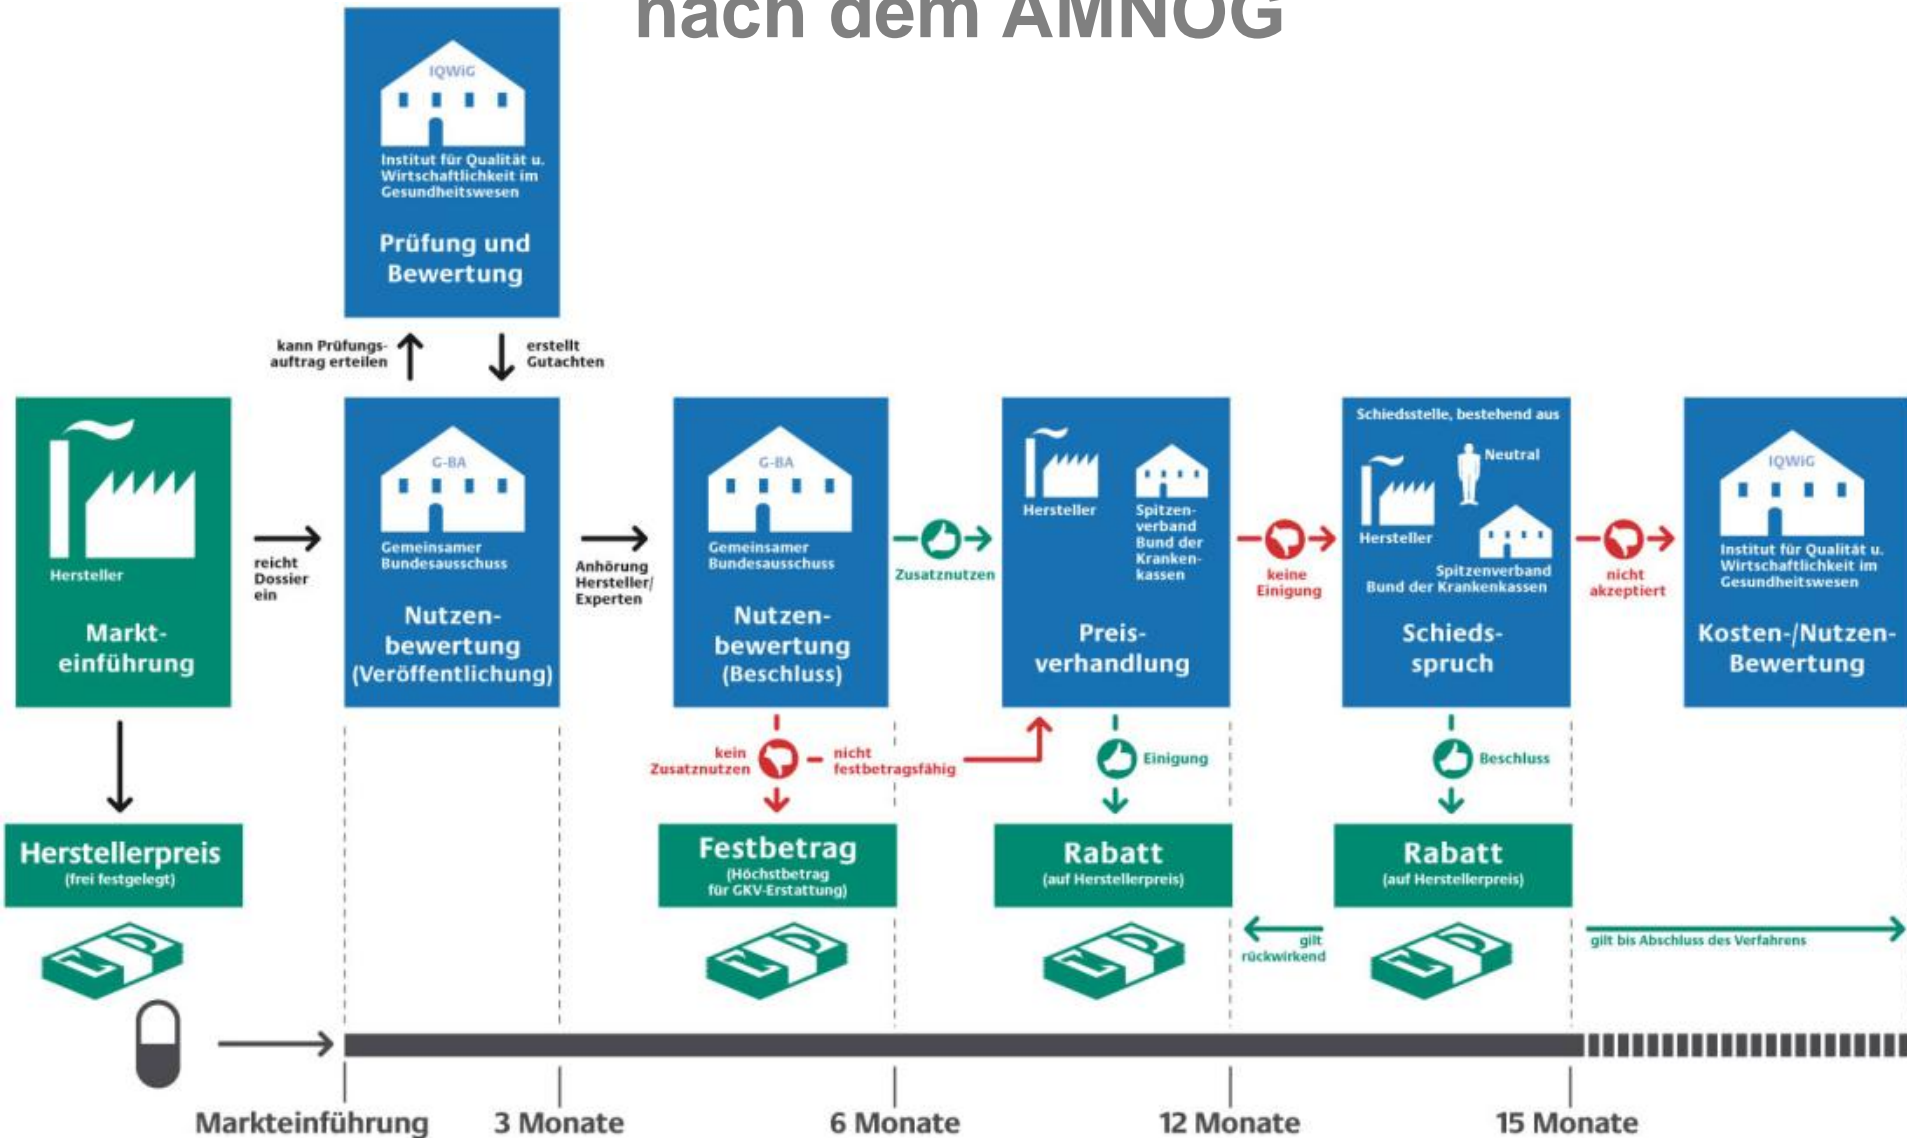 nach dem AMNOG
IQWiG
Institut für Qualität u.
Wirtschaftlichkeit im
Gesundheitswesen
Prüfung und
Bewertung
kann Prüfungs-
auftrag erteilen
erstellt
Gutachten
Hersteller
Markt-
einführung
reicht
Dossier
ein
G-BA
Gemeinsamer
Bundesausschuss
Nutzen-
bewertung
(Veröffentlichung)
Anhörung
Hersteller/
Experten
G-BA
Gemeinsamer
Bundesausschuss
Nutzen-
bewertung
(Beschluss)
Zusatznutzen
Hersteller
Spitzen-
verband
Bund der
Kranken-
kassen
Preis-
verhandlung
keine
Einigung
Schiedsstelle, bestehend aus
Neutral
Hersteller
Spitzenverband
Bund der Krankenkassen
Schieds-
spruch
nicht
akzeptiert
IQWiG
Institut für Qualität u.
Wirtschaftlichkeit im
Gesundheitswesen
Kosten-/Nutzen-
Bewertung
kein
Zusatznutzen
nicht
festbetragsfähig
Einigung
Beschluss
Herstellerpreis
(frei festgelegt)
Festbetrag
(Höchstbetrag
für GKV-Erstattung)
Rabatt
(auf Herstellerpreis)
Rabatt
(auf Herstellerpreis)
gilt
rückwirkend
gilt bis Abschluss des Verfahrens
Markteinführung
3 Monate
6 Monate
12 Monate
15 Monate